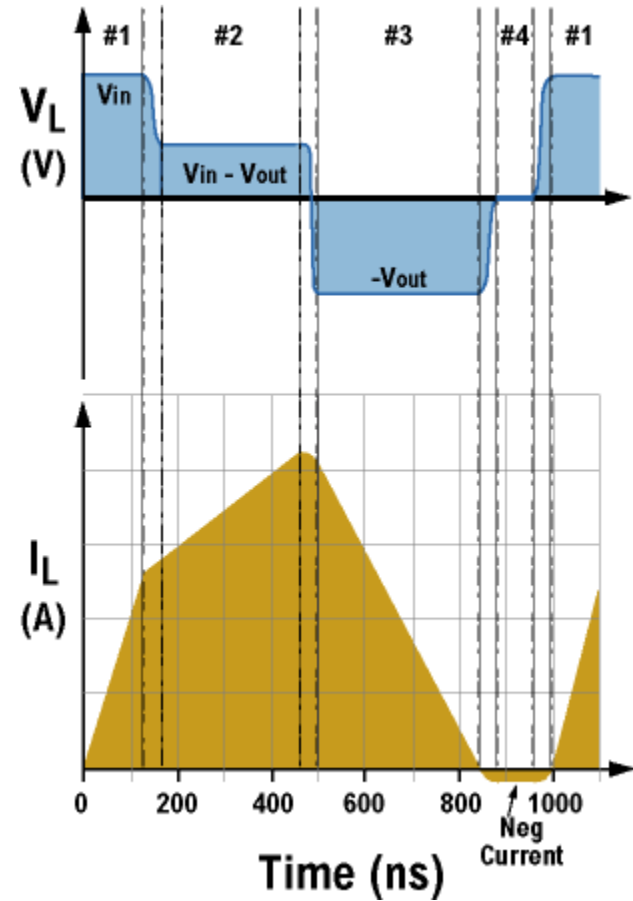 #1 #2 #3 #4 #1
VL
(V)
Vin
Vin - Vout
-Vout
IL
(A)
0 200 400 600 800 1000
Neg
Current
Time (ns)